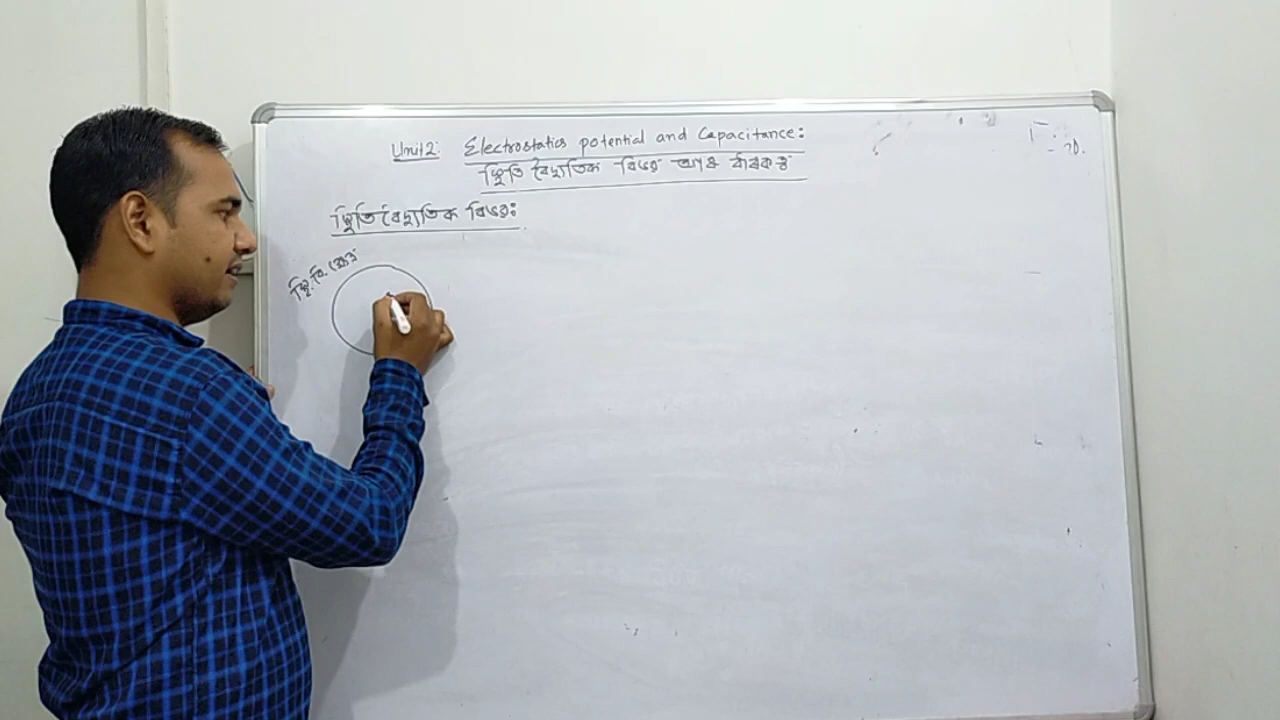 Unit 2. Electrostatics potential and Capacitance:
স্থিতি বৈদ্যুতিক বিভৱ আৰু ধাৰকত্ব
স্থিতি বৈদ্যুতিক বিভৱঃ
স্থি. বি. ক্ষেত্ৰ